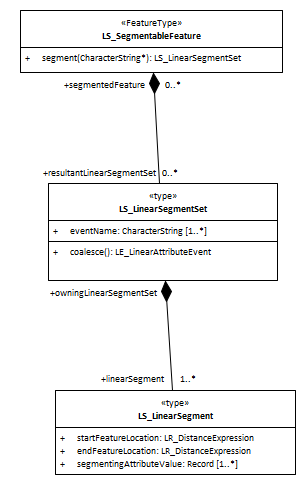 «FeatureType»
LS_SegmentableFeature
+ segment(CharacterString*): LS_LinearSegmentSet
+segmentedFeature 0..*
+resultantLinearSegmentSet 0..*
«type»
LS_LinearSegmentSet
+ eventName: CharacterString [1..*]
+ coalesce(): LE_LinearAttributeEvent
+owningLinearSegmentSet
+linearSegment 1..*
«type»
LS_LinearSegment
+ startFeatureLocation: LR_DistanceExpression
+ endFeatureLocation: LR_DistanceExpression
+ segmentingAttributeValue: Record [1..*]